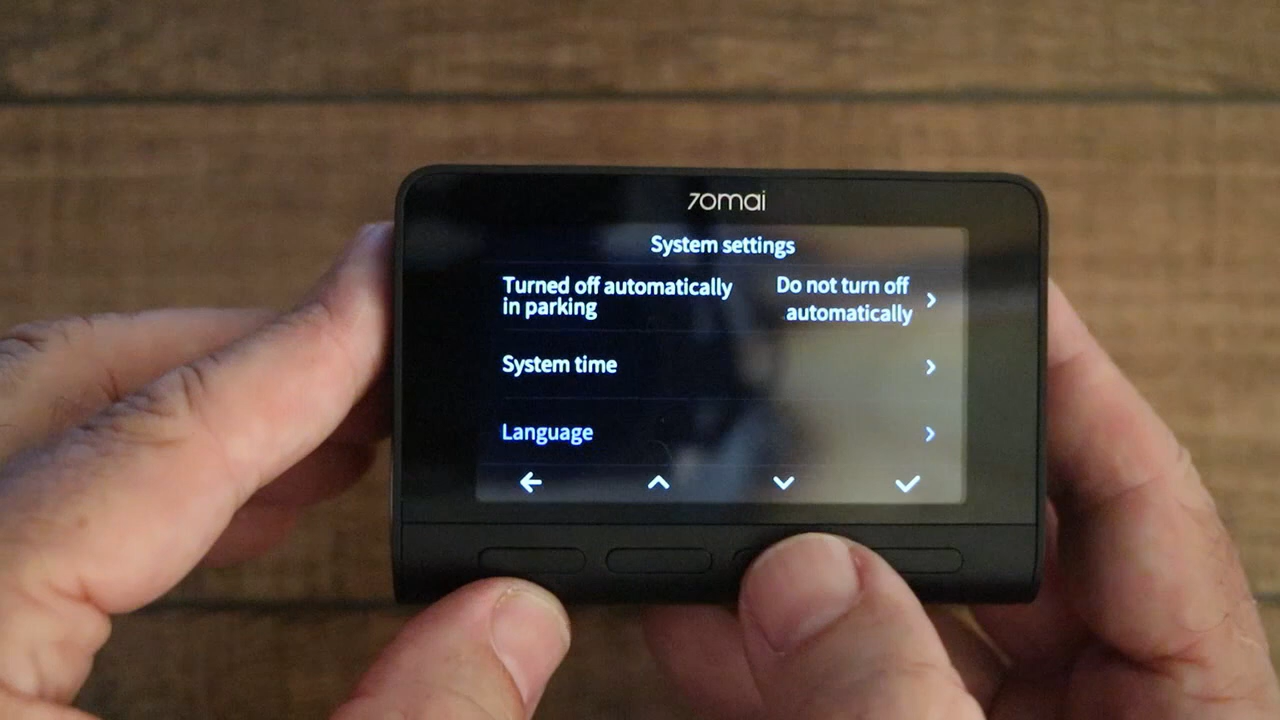 70mai
System settings
Turned off automatically
in parking
Do not turn off
automatically
System time
Language